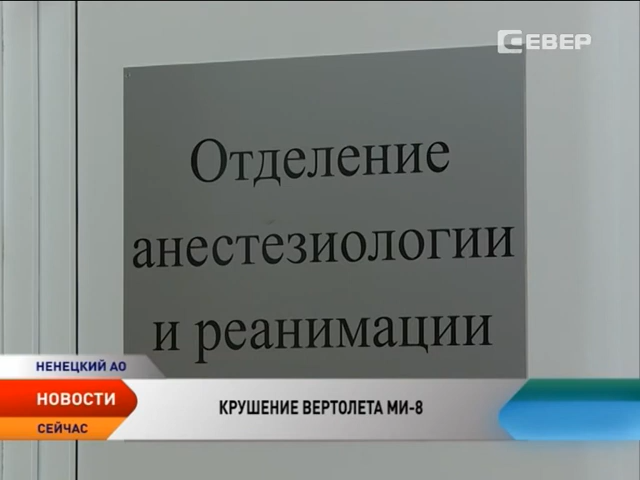 СЕВЕР
Отделение
анестезиологии
и реанимации
НЕНЕЦКИЙ АО
НОВОСТИ
СЕЙЧАС
КРУШЕНИЕ ВЕРТОЛЕТА МИ-8